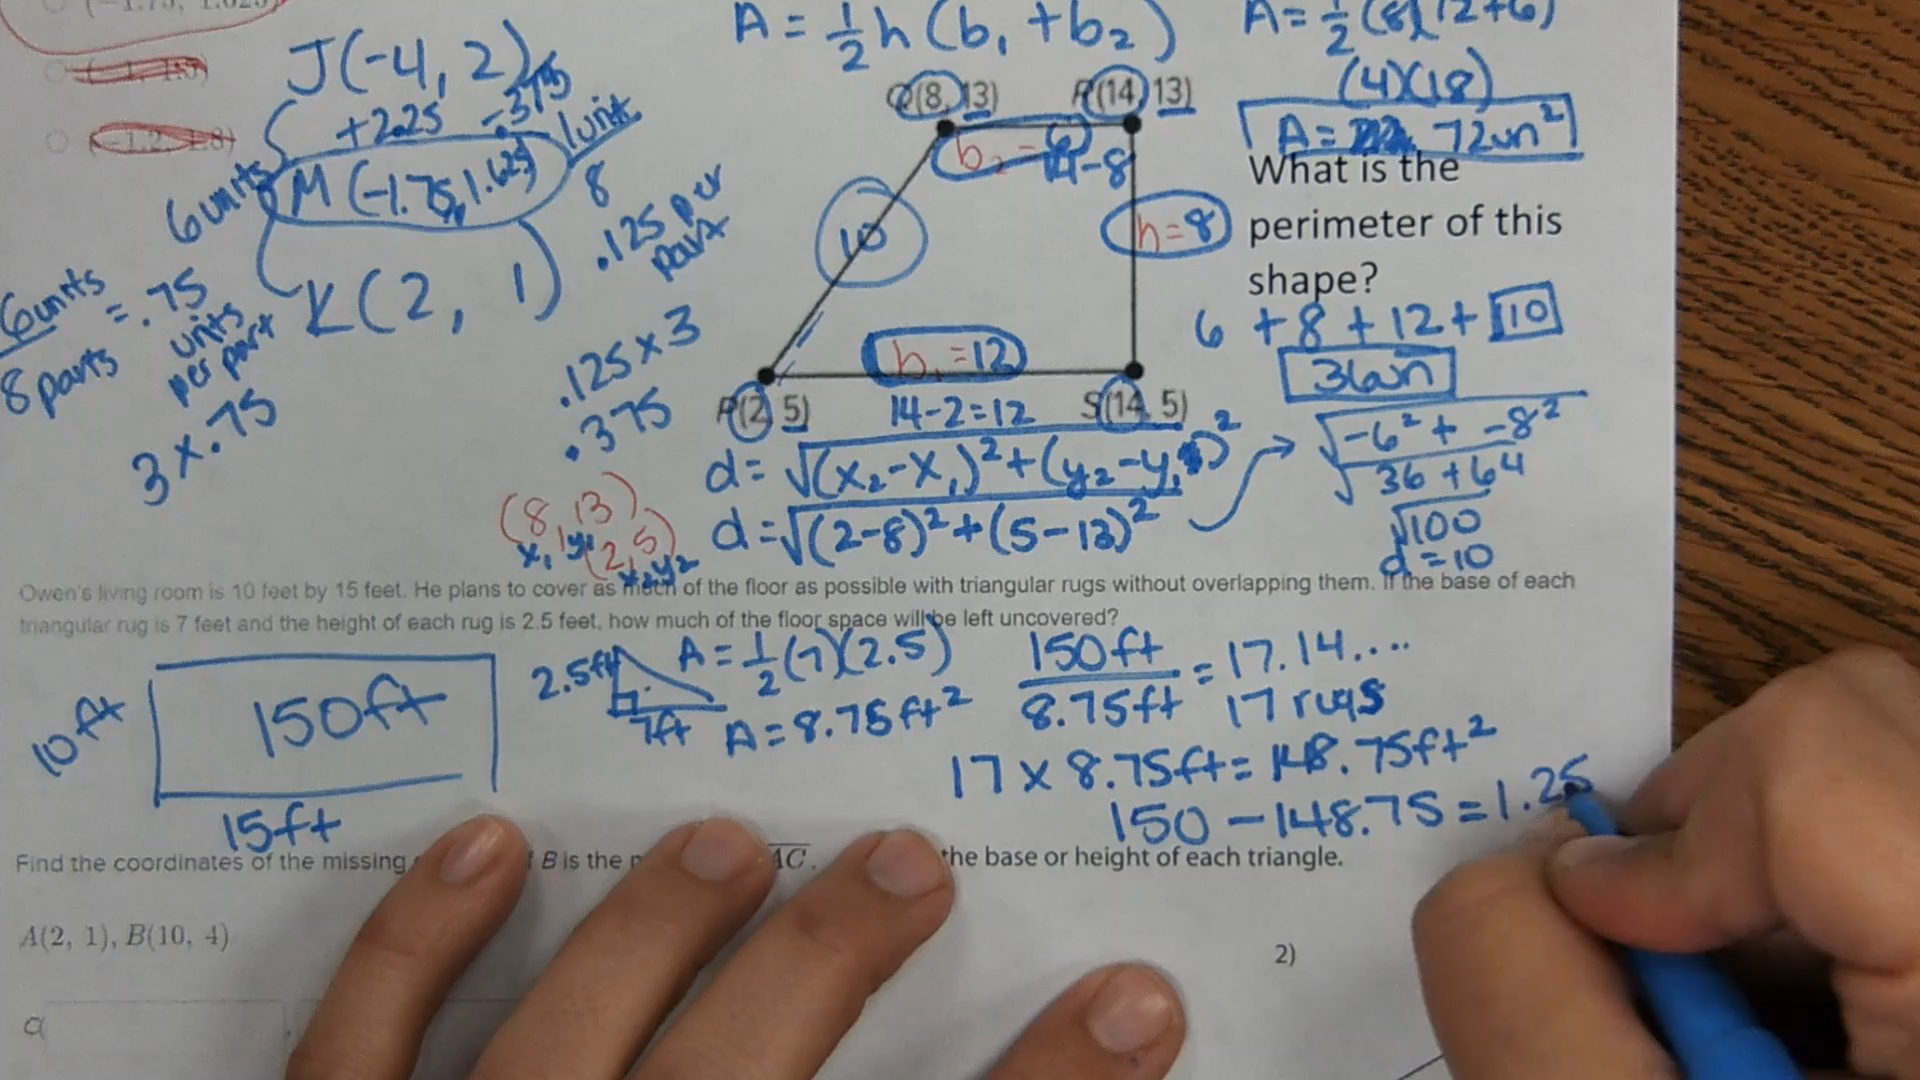 J(-4, 2)
+2.25 -.375
M(-1.75, 1.625)
K(2, 1)
6 units
1 unit
8
.125 per part
6 units
8 parts
= .75 units per part
3 x .75
.125 x 3
.375
A = 1/2 h (b1 + b2)
Q(8, 13) R(14, 13)
b2 =
14-8
10
h=8
b1 =12
P(2, 5) S(14, 5)
14-2=12
A= 1/2 (8)(12+6)
(4)(18)
A= 72un²
What is the
perimeter of this
shape?
6 + 8 + 12 + 10
36un
d= √(x2-x1)²+(y2-y1)²
d=√(2-8)²+(5-13)²
√-6² + -8²
√36 + 64
√100
d=10
(8, 13)
x1 y1
(2, 5)
x2 y2
Owen's living room is 10 feet by 15 feet. He plans to cover as much of the floor as possible with triangular rugs without overlapping them. If the base of each
triangular rug is 7 feet and the height of each rug is 2.5 feet, how much of the floor space will be left uncovered?
10 ft
150ft
15ft
2.5ft
7ft
A=1/2(7)(2.5)
A=8.75ft²
150ft
8.75ft
= 17.14....
17 rugs
17 x 8.75ft= 148.75ft²
150 - 148.75 = 1.25
Find the coordinates of the missing B is the AC. the base or height of each triangle.
A(2, 1), B(10, 4)
2)